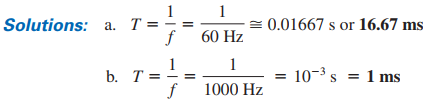 Solutions: a. T = 1/f = 1/60 Hz ≅ 0.01667 s or 16.67 ms
b. T = 1/f = 1/1000 Hz = 10⁻³ s = 1 ms